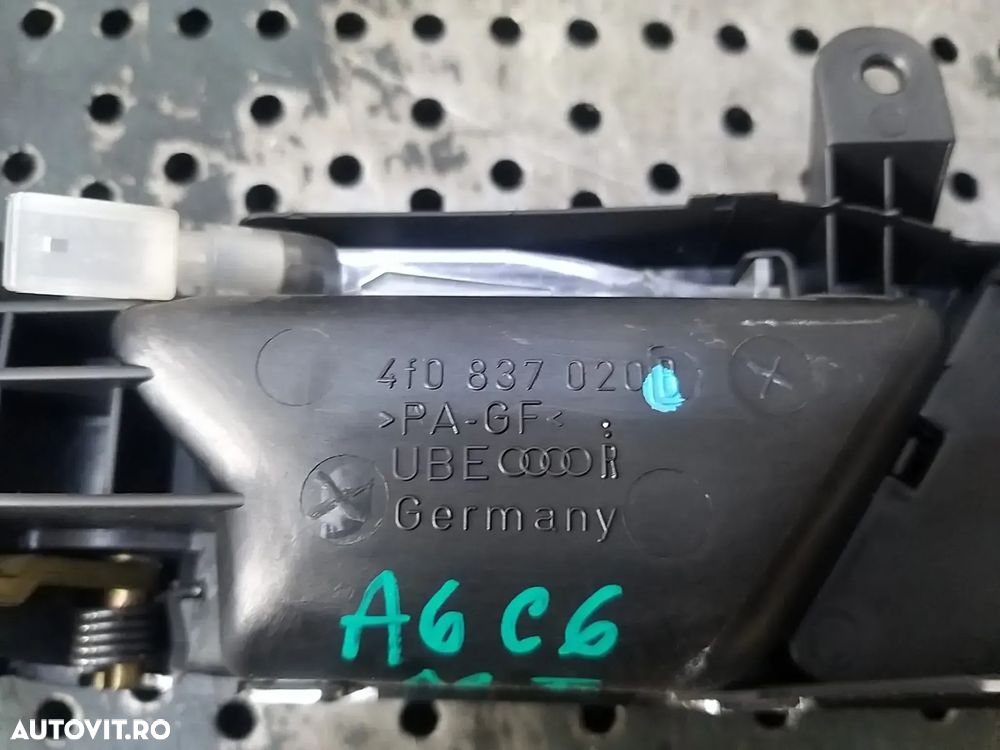 4f0 837 020
>PA-GF<
UBE R
Germany
A6 C6
AUTOVIT.RO